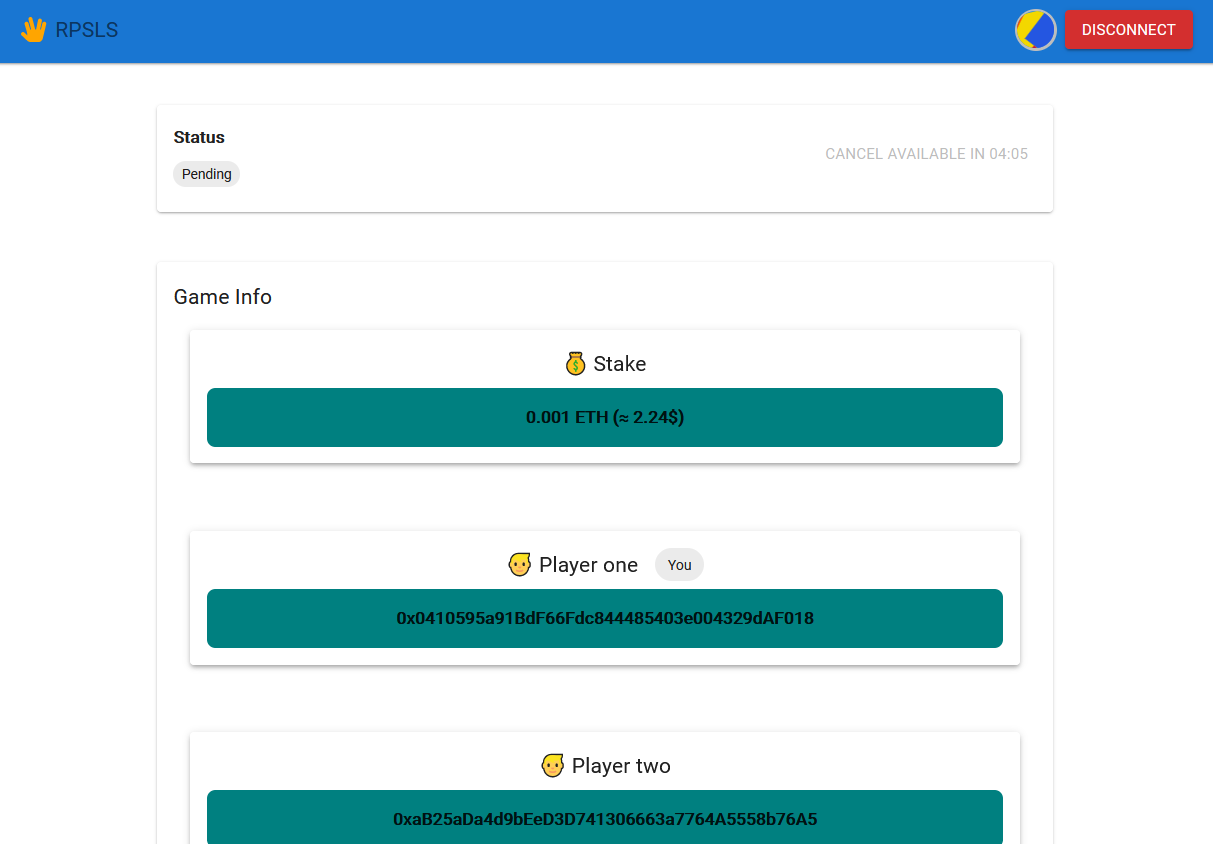 RPSLS
DISCONNECT
Status
CANCEL AVAILABLE IN 04:05
Pending
Game Info
Stake
0.001 ETH (≈ 2.24$)
Player one
You
0x0410595a91BdF66Fdc844485403e004329dAF018
Player two
0xaB25aDa4d9bEeD3D741306663a7764A5558b76A5